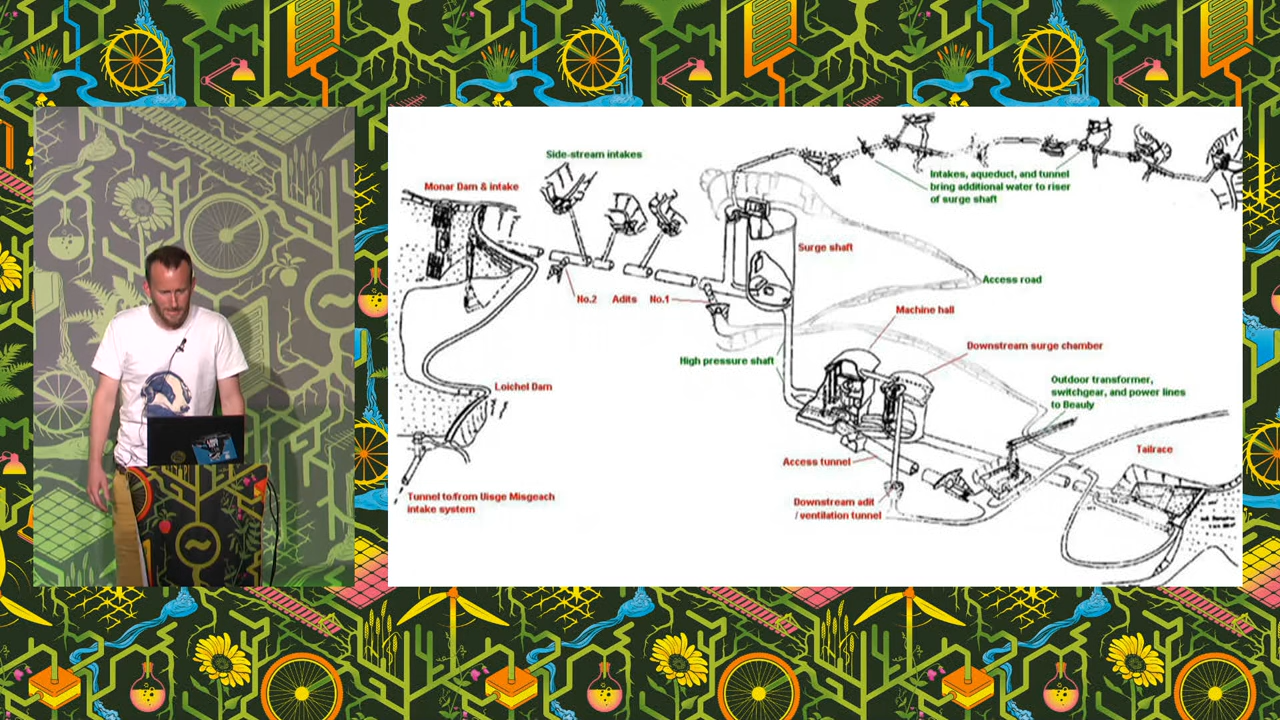 Side-stream intakes
Intakes, aqueduct, and tunnel
bring additional water to riser
of surge shaft
Monar Dam & intake
Surge shaft
Access road
No.2 Adits No.1
Machine hall
Downstream surge chamber
High pressure shaft
Outdoor transformer,
switchgear, and power lines
to Beauly
Loichel Dam
Tailrace
Access tunnel
Tunnel to/from Uisge Misgeach
intake system
Downstream adit
/ ventilation tunnel